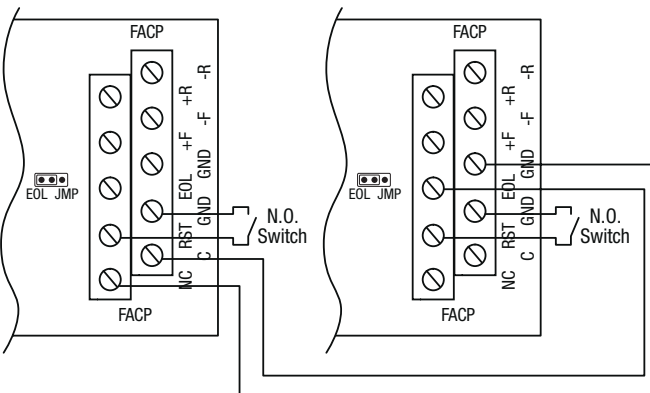 FACP
-R
+R
-F
+F
GND
EOL
GND
RST
C
NC
EOL JMP
N.O.
Switch
FACP
FACP
-R
+R
-F
+F
GND
EOL
GND
RST
C
NC
EOL JMP
N.O.
Switch
FACP